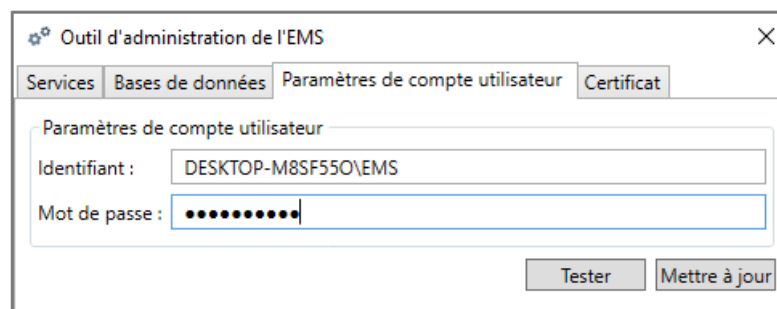 Outil d'administration de l'EMS
Services Bases de données Paramètres de compte utilisateur Certificat
Paramètres de compte utilisateur
Identifiant : DESKTOP-M8SF55O\EMS
Mot de passe : ●●●●●●●●●●
Tester Mettre à jour